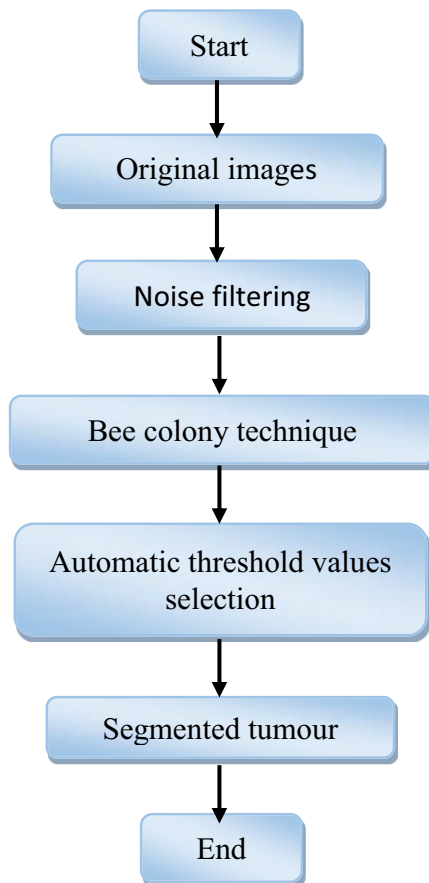 Start
Original images
Noise filtering
Bee colony technique
Automatic threshold values
selection
Segmented tumour
End